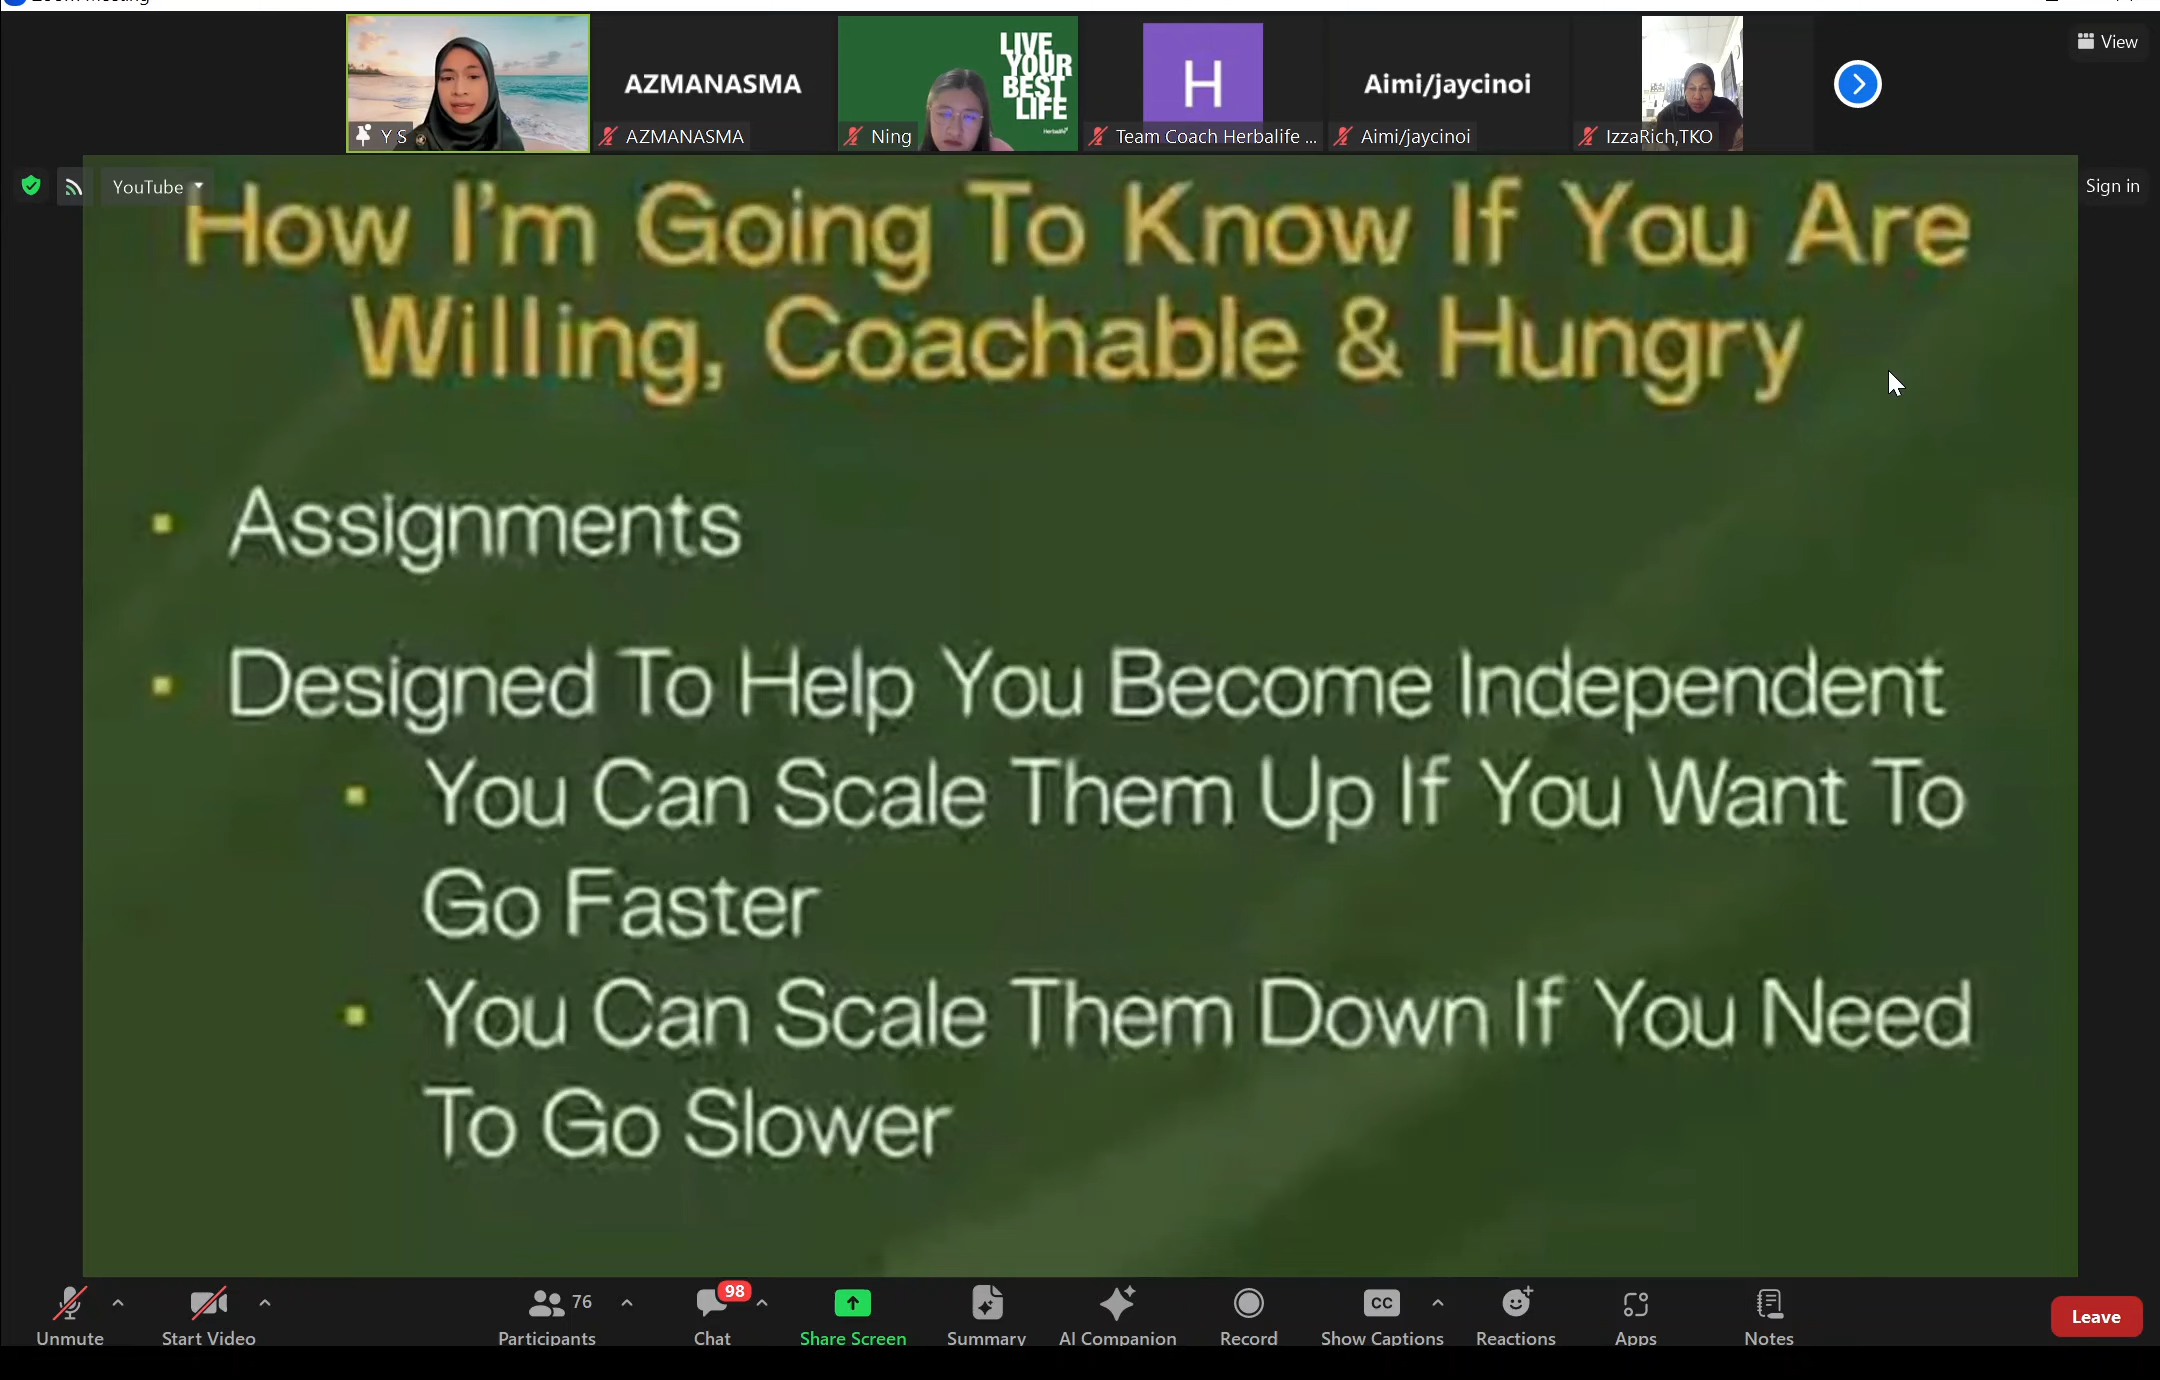 Zoom Meeting
AZMANASMA
LIVE
YOUR
BEST
LIFE
Herbalife
H
Aimi/jaycinoi
View
Y S
AZMANASMA
Ning
Team Coach Herbalife ...
Aimi/jaycinoi
IzzaRich,TKO
YouTube
Sign in
How I'm Going To Know If You Are
Willing, Coachable & Hungry
Assignments
Designed To Help You Become Independent
You Can Scale Them Up If You Want To
Go Faster
You Can Scale Them Down If You Need
To Go Slower
98
76
CC
Unmute
Start Video
Participants
Chat
Share Screen
Summary
AI Companion
Record
Show Captions
Reactions
Apps
Notes
Leave